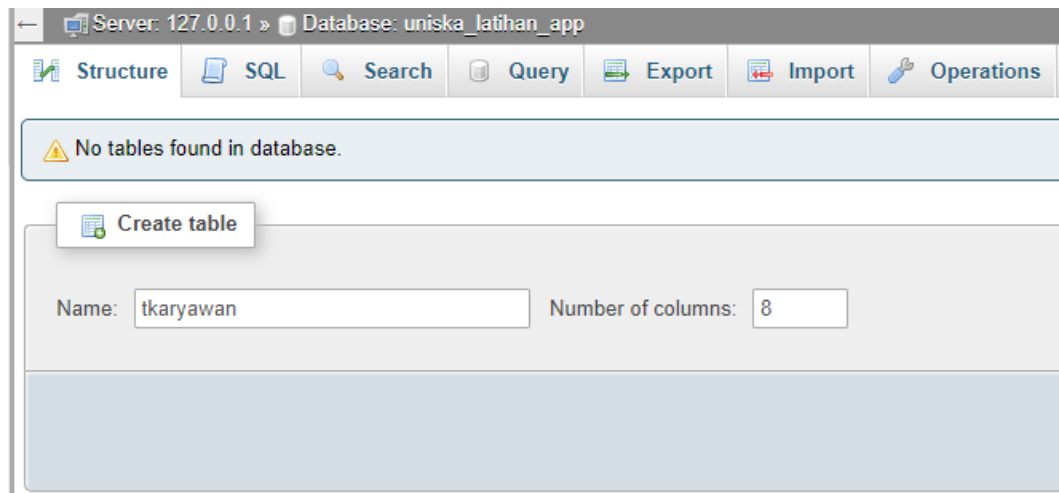 ← Server: 127.0.0.1 » Database: uniska_latihan_app
Structure SQL Search Query Export Import Operations
No tables found in database.
Create table
Name: tkaryawan Number of columns: 8